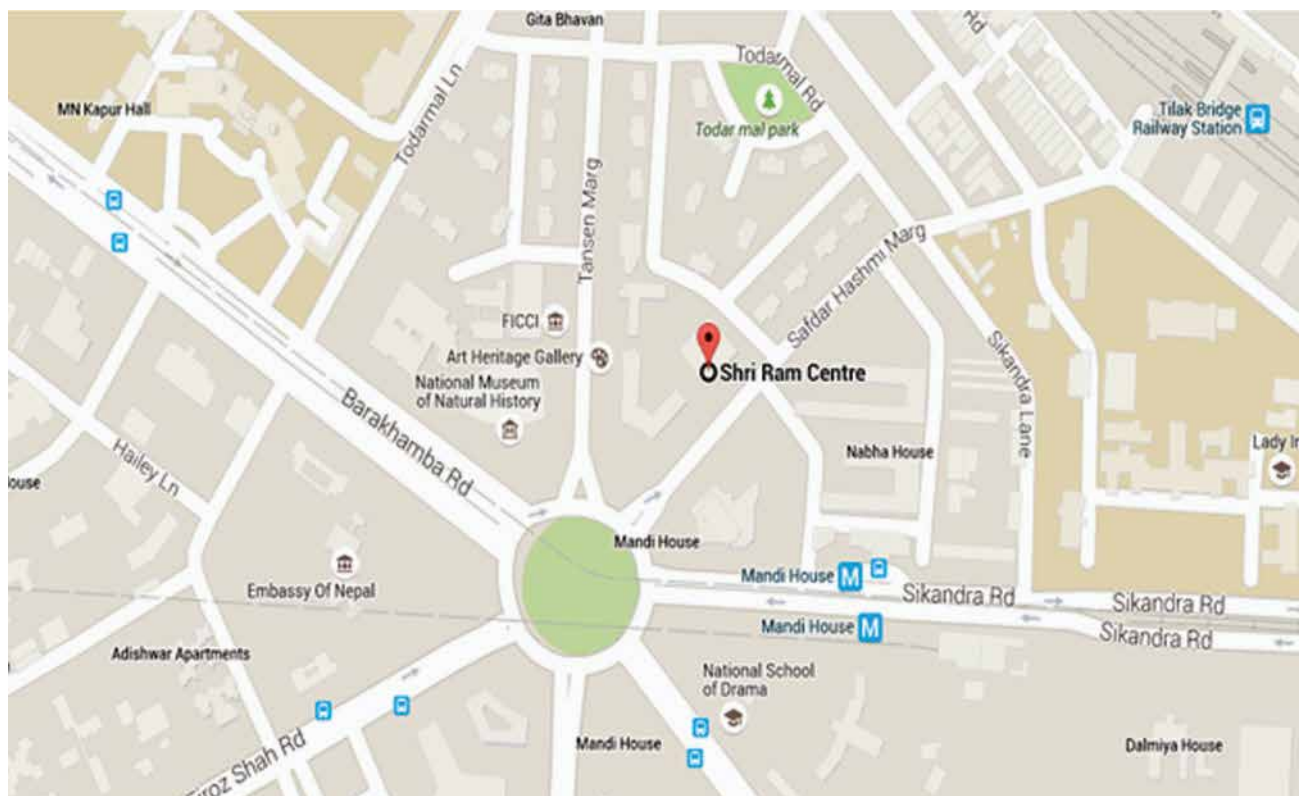 Gita Bhavan
Rd
Todarmal Rd
MN Kapur Hall
Todarmal Ln
Tilak Bridge
Railway Station
Todar mal park
Tansen Marg
Safdar Hashmi Marg
FICCI
Art Heritage Gallery
National Museum
of Natural History
Shri Ram Centre
Sikandra Lane
Barakhamba Rd
Hailey Ln
Nabha House
Lady Ir
ouse
Mandi House
Embassy Of Nepal
Mandi House M
Sikandra Rd
Sikandra Rd
Mandi House M
Sikandra Rd
Adishwar Apartments
National School
of Drama
Mandi House
Dalmiya House
Firoz Shah Rd